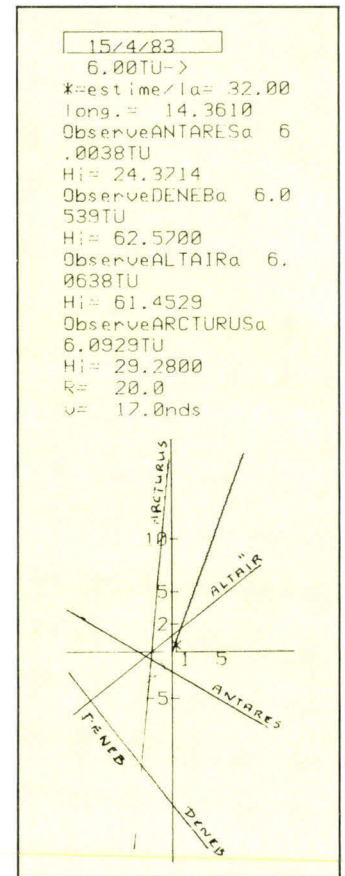 15/4/83
6.00TU->
*=estime/la= 32.00
long.= 14.3610
ObserveANTARESa 6
.0038TU
Hi= 24.3714
ObserveDENEBa 6.0
539TU
Hi= 62.5700
ObserveALTAIRa 6.
0638TU
Hi= 61.4529
ObserveARCTURUSa
6.0929TU
Hi= 29.2800
R= 20.0
v= 17.0nds
ARCTURUS
10
ALTAIR
5
2
*
1 5
-5
ANTARES
DENEB
DENEB